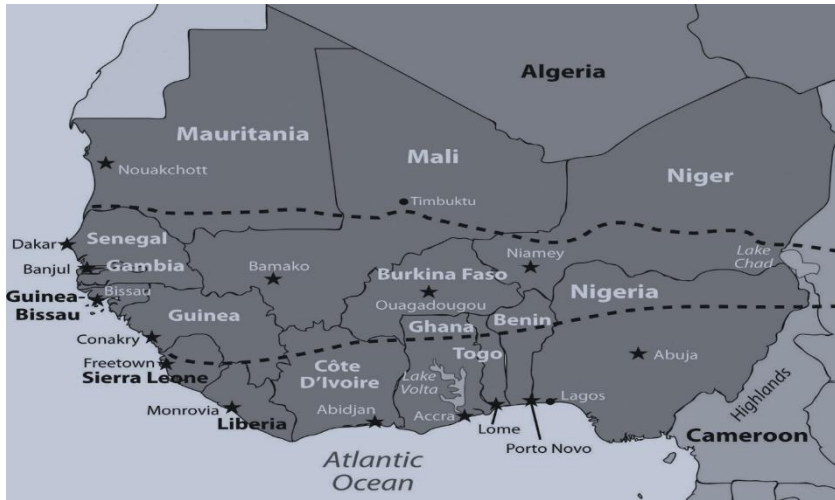 Algeria
Mauritania
Mali
Nouakchott
Niger
Timbuktu
Senegal
Dakar
Niamey
Lake
Chad
Banjul
Gambia
Bamako
Burkina Faso
Bissau
Guinea-
Bissau
Ouagadougou
Nigeria
Guinea
Ghana
Benin
Conakry
Togo
Abuja
Freetown
Sierra Leone
Côte
D'Ivoire
Lake
Volta
Highlands
Monrovia
Liberia
Abidjan
Accra
Lagos
Lome
Porto Novo
Cameroon
Atlantic
Ocean